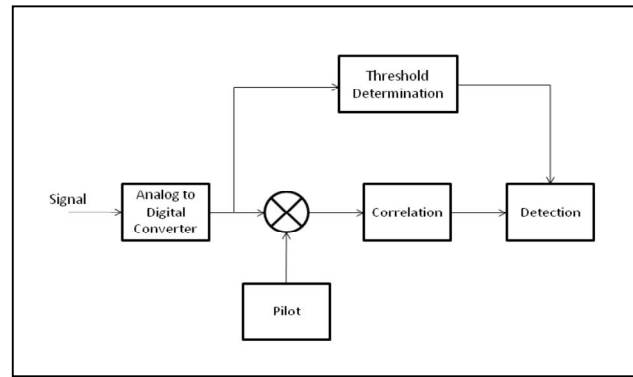 Threshold
Determination
Signal
Analog to
Digital
Converter
Correlation
Detection
Pilot